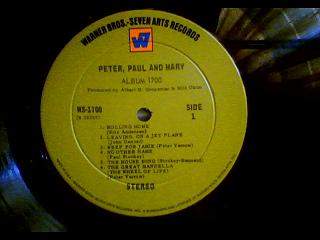 WARNER BROS.-SEVEN ARTS RECORDS
W7
PETER, PAUL AND MARY
ALBUM 1700
Produced by Albert B. Grossman & Milt Okun
WS-1700
SIDE
1
1. ROLLING HOME
(Eric Andersen)
2. LEAVING ON A JET PLANE
(John Denver)
3. WEEP FOR JAMIE (Peter Yarrow)
4. NO OTHER NAME
(Paul Stookey)
5. THE HOUSE SONG (Stookey-Bannard)
6. THE GREAT MANDELLA
(THE WHEEL OF LIFE)
(Peter Yarrow)
STEREO